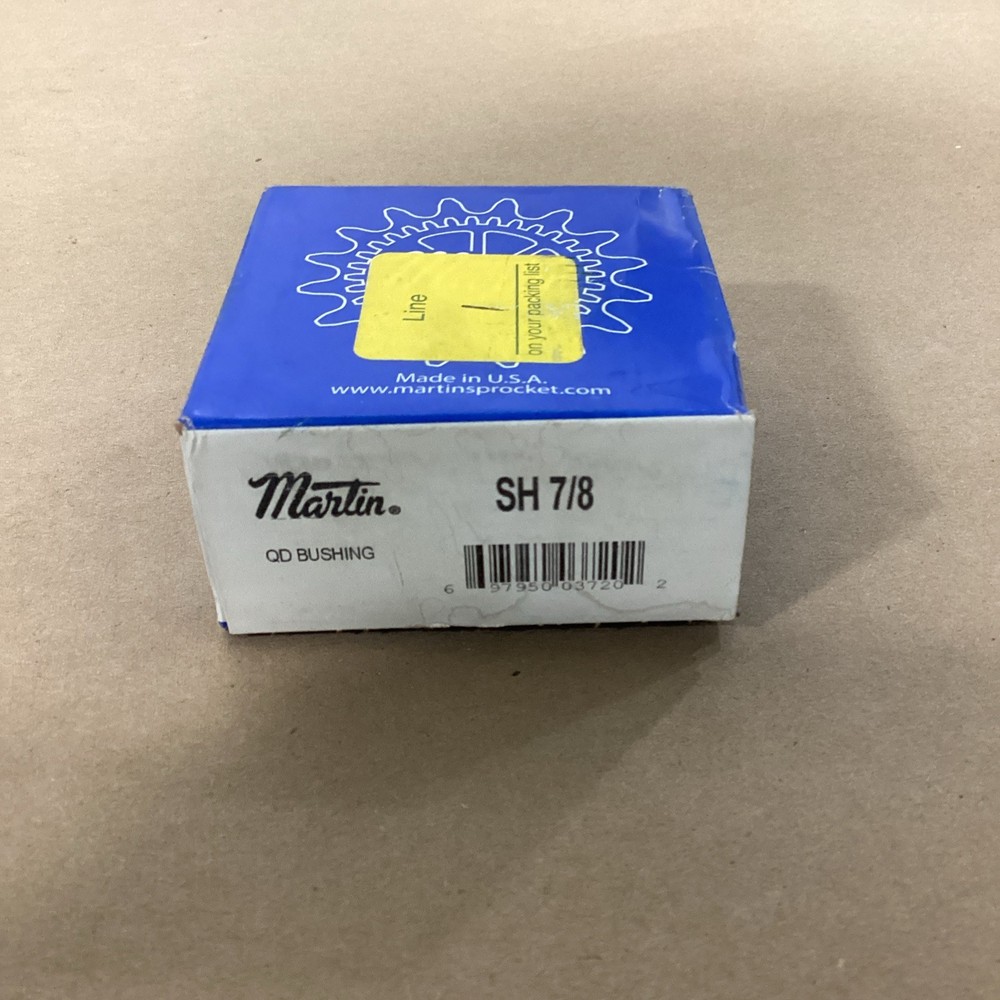 Line
/
on your packing list
Made in U.S.A.
www.martinsprocket.com
Martin®
SH 7/8
QD BUSHING
6 97950 03720 2